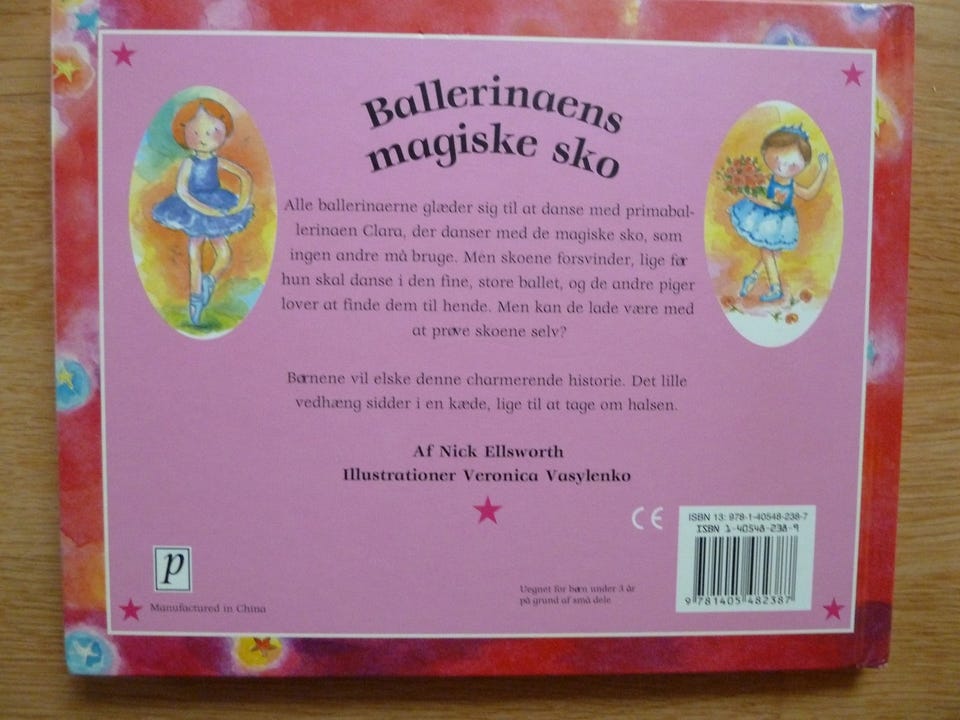 Ballerinaens
magiske sko
Alle ballerinaerne glæder sig til at danse med primabal-
lerinaen Clara, der danser med de magiske sko, som
ingen andre må bruge. Men skoene forsvinder, lige før
hun skal danse i den fine, store ballet, og de andre piger
lover at finde dem til hende. Men kan de lade være med
at prøve skoene selv?
Børnene vil elske denne charmerende historie. Det lille
vedhæng sidder i en kæde, lige til at tage om halsen.
Af Nick Ellsworth
Illustrationer Veronica Vasylenko
CE
ISBN 13: 978-1-40548-238-7
ISBN 1-40548-238-9
9 781405 482387
p
Manufactured in China
Uegnet for børn under 3 år
på grund af små dele